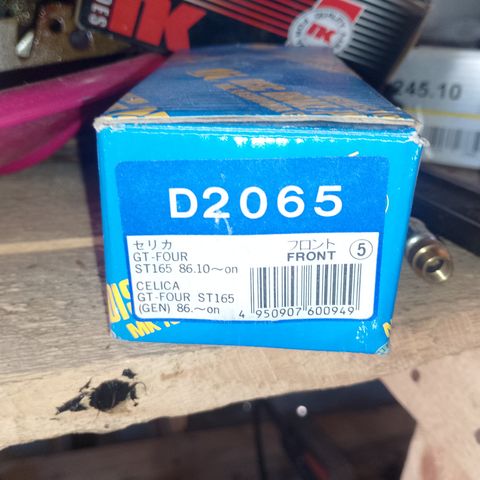 NK
245.10
D2065
セリカ
GT-FOUR
ST165 86.10〜on
フロント
FRONT
⑤
CELICA
GT-FOUR ST165
(GEN) 86.〜on
4 950907 600949